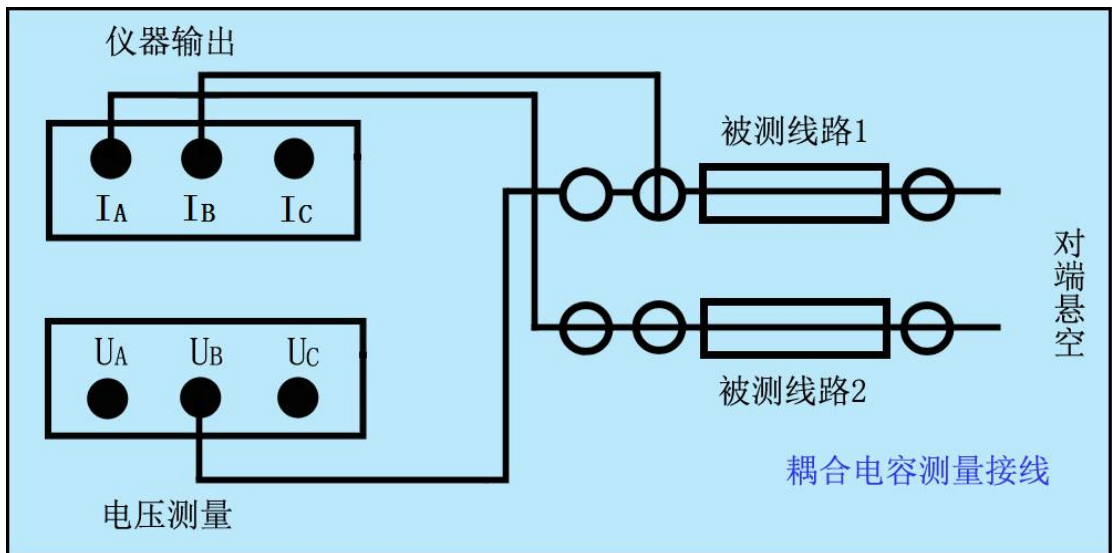 仪器输出
被测线路1
IA IB IC
对端悬空
UA UB UC
被测线路2
耦合电容测量接线
电压测量